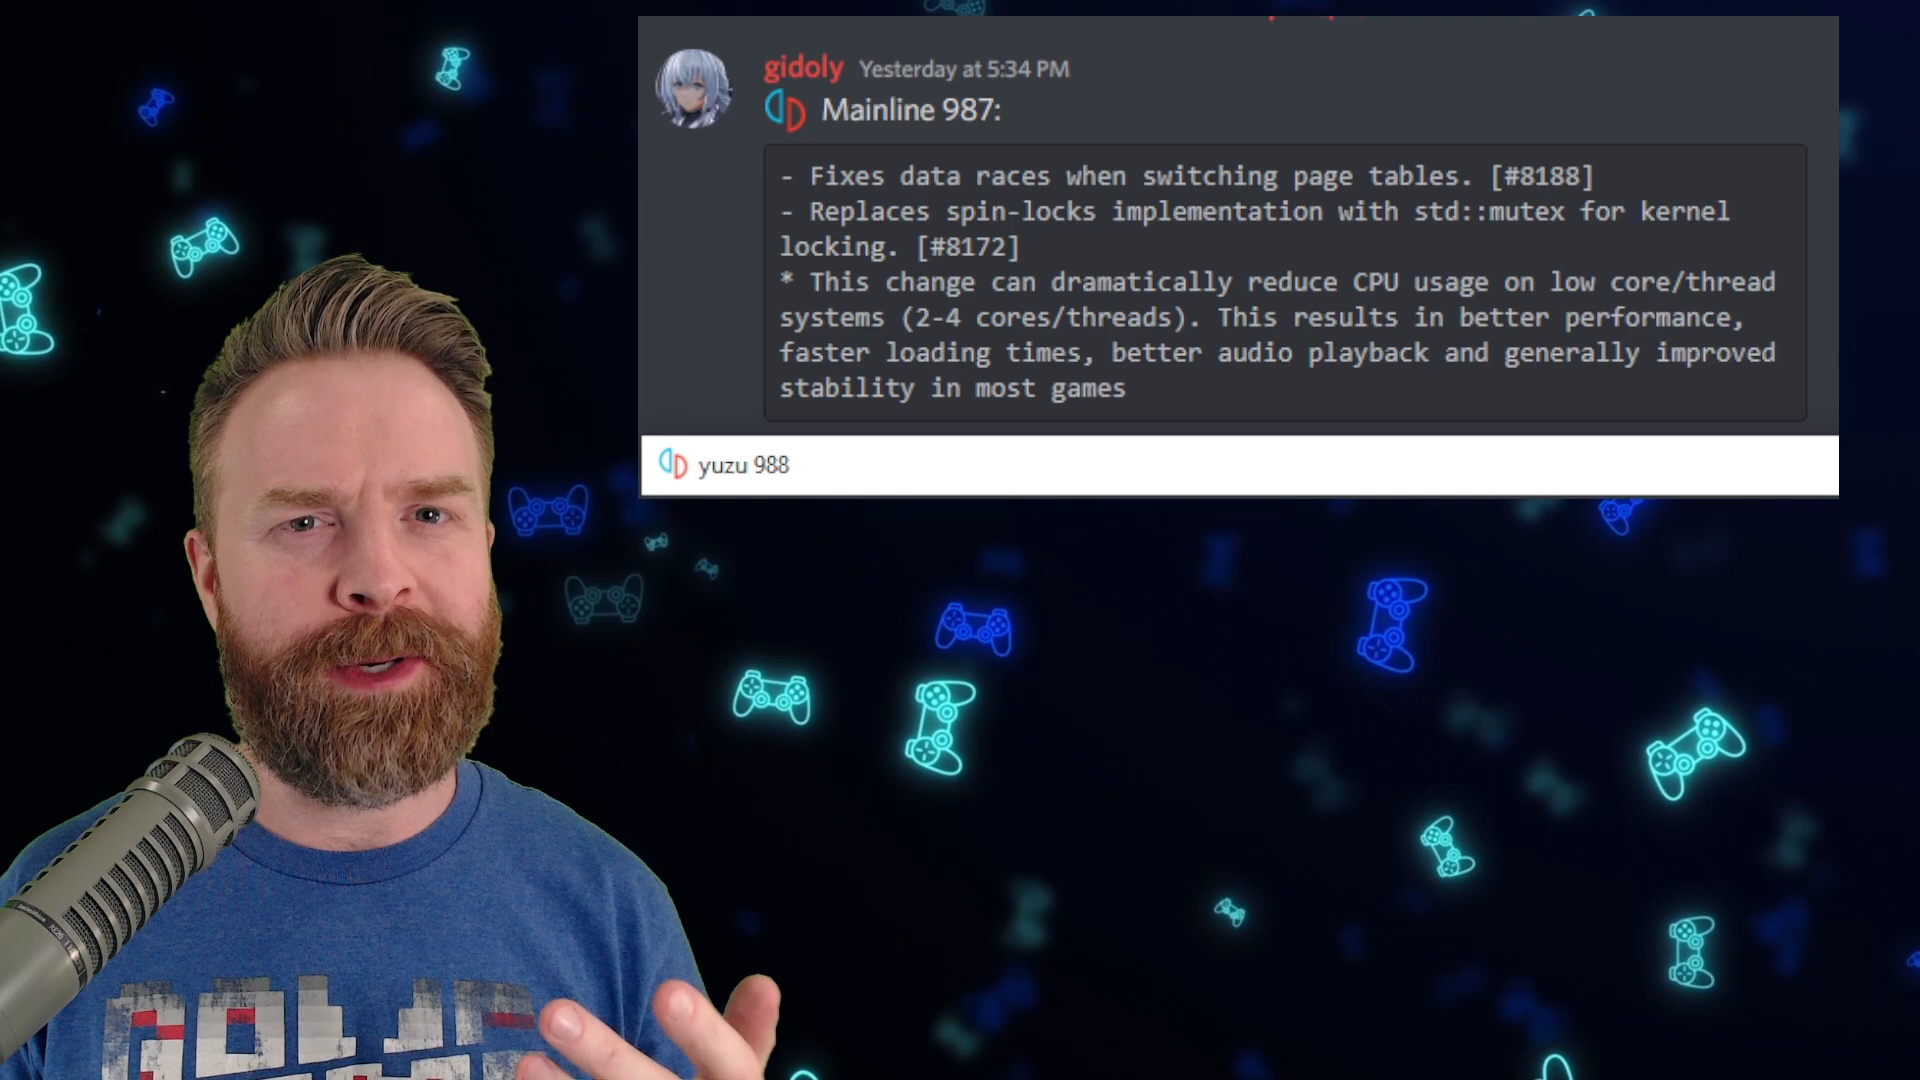 gidoly Yesterday at 5:34 PM
Mainline 987:
- Fixes data races when switching page tables. [#8188]
- Replaces spin-locks implementation with std::mutex for kernel
locking. [#8172]
* This change can dramatically reduce CPU usage on low core/thread
systems (2-4 cores/threads). This results in better performance,
faster loading times, better audio playback and generally improved
stability in most games
yuzu 988